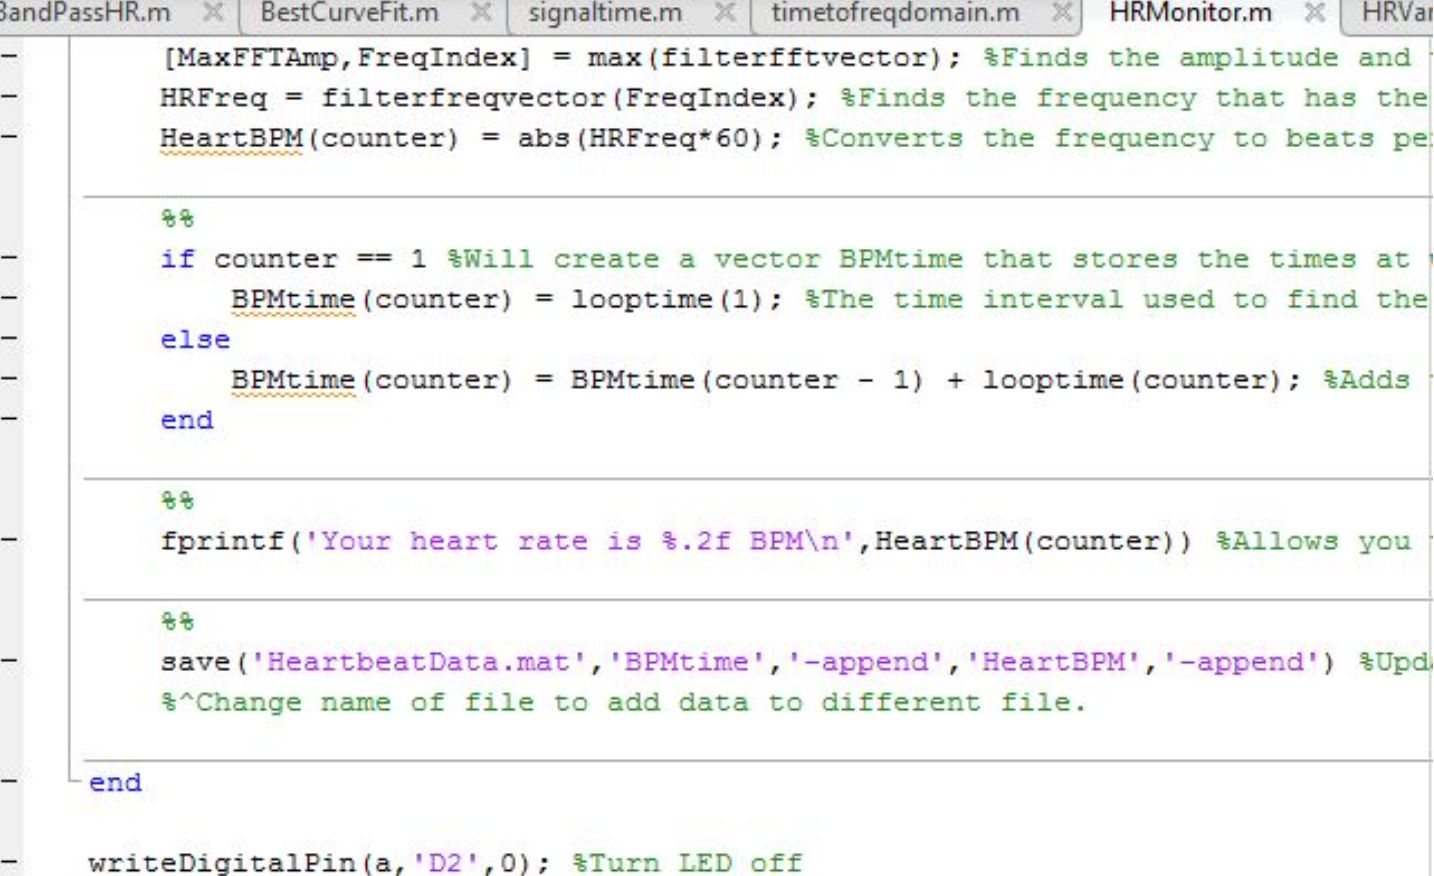 BandPassHR.m BestCurveFit.m signaltime.m timetofreqdomain.m HRMonitor.m
[MaxFFTAmp,FreqIndex] = max(filterfftvector); %Finds the amplitude and
HRFreq = filterfreqvector(FreqIndex); %Finds the frequency that has the
HeartBPM(counter) = abs(HRFreq*60); %Converts the frequency to beats
%%
if counter == 1 %Will create a vector BPMtime that stores the times at
BPMtime(counter) = looptime(1); %The time interval used to find the
else
BPMtime(counter) = BPMtime(counter - 1) + looptime(counter); %Adds
end
%%
fprintf('Your heart rate is %.2f BPM\n',HeartBPM(counter)) %Allows you
%%
save('HeartbeatData.mat','BPMtime','-append','HeartBPM','-append')
%^Change name of file to add data to different file.
end
writeDigitalPin(a,'D2',0); %Turn LED off